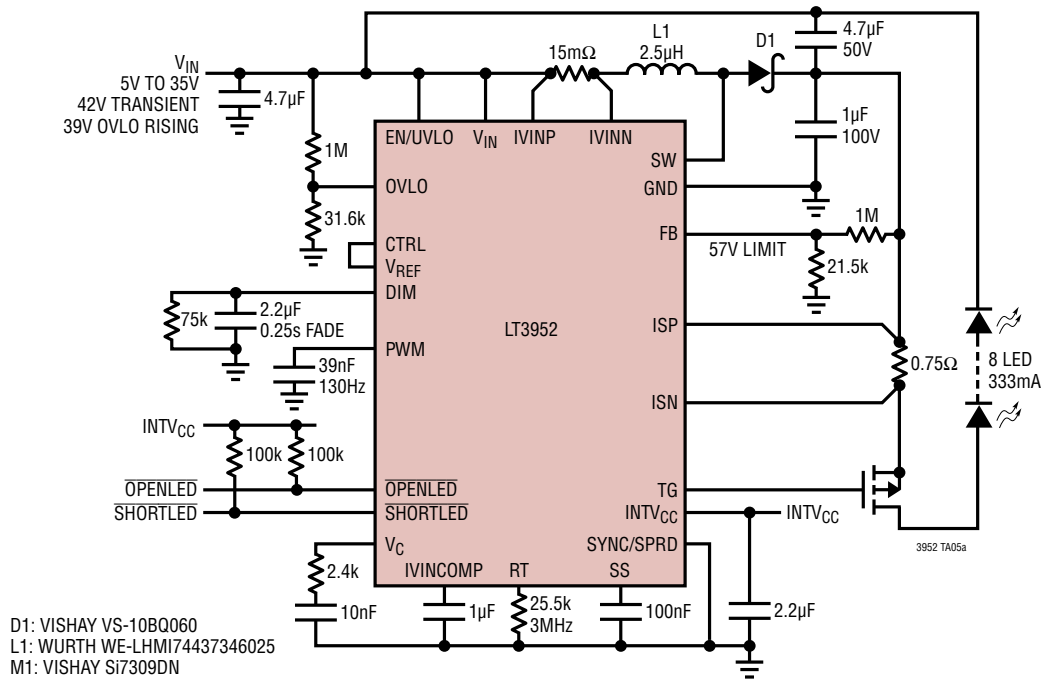 VIN
5V TO 35V
42V TRANSIENT
39V OVLO RISING
4.7µF
1M
31.6k
15mΩ
L1
2.5µH
D1
4.7µF
50V
1µF
100V
EN/UVLO
VIN
IVINP
IVINN
SW
GND
OVLO
CTRL
VREF
DIM
PWM
FB
57V LIMIT
1M
21.5k
75k
2.2µF
0.25s FADE
39nF
130Hz
LT3952
ISP
ISN
0.75Ω
8 LED
333mA
INTVCC
100k
100k
OPENLED
SHORTLED
OPENLED
SHORTLED
TG
INTVCC
INTVCC
SYNC/SPRD
3952 TA05a
VC
IVINCOMP
RT
SS
2.4k
10nF
1µF
25.5k
3MHz
100nF
2.2µF
D1: VISHAY VS-10BQ060
L1: WURTH WE-LHMI74437346025
M1: VISHAY Si7309DN